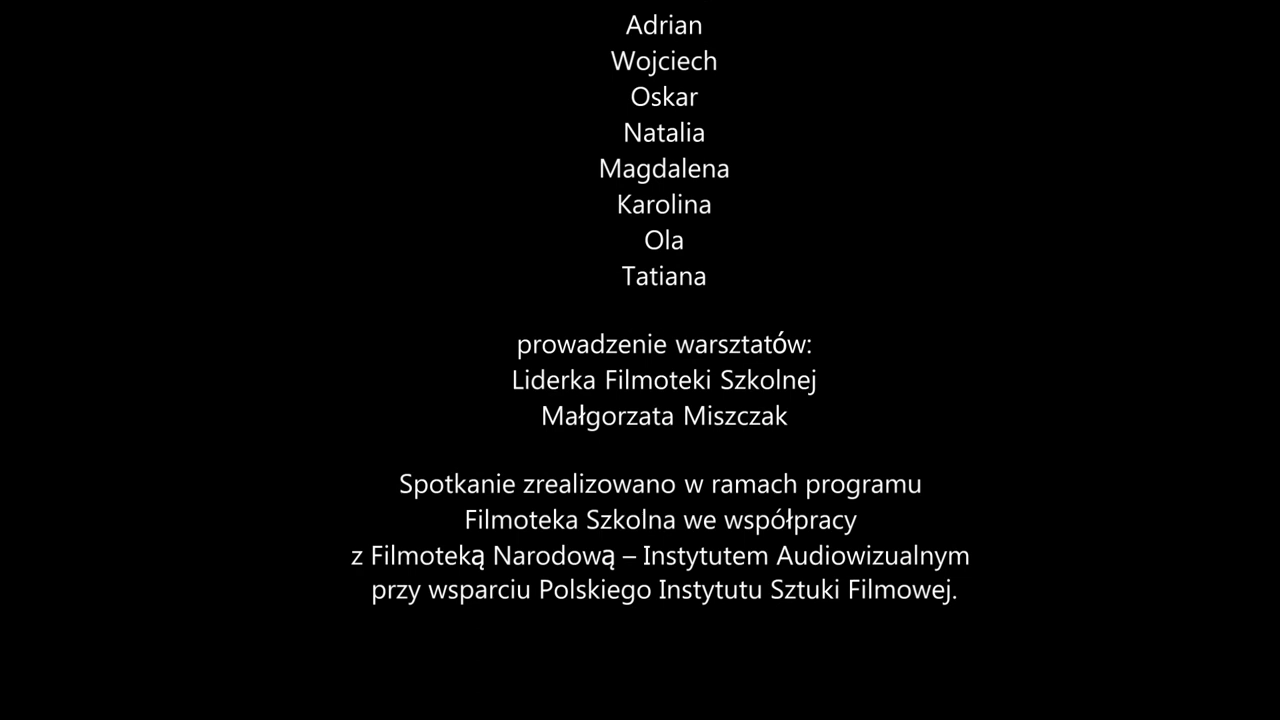 Adrian
Wojciech
Oskar
Natalia
Magdalena
Karolina
Ola
Tatiana
prowadzenie warsztatów:
Liderka Filmoteki Szkolnej
Małgorzata Miszczak
Spotkanie zrealizowano w ramach programu
Filmoteka Szkolna we współpracy
z Filmoteką Narodową – Instytutem Audiowizualnym
przy wsparciu Polskiego Instytutu Sztuki Filmowej.